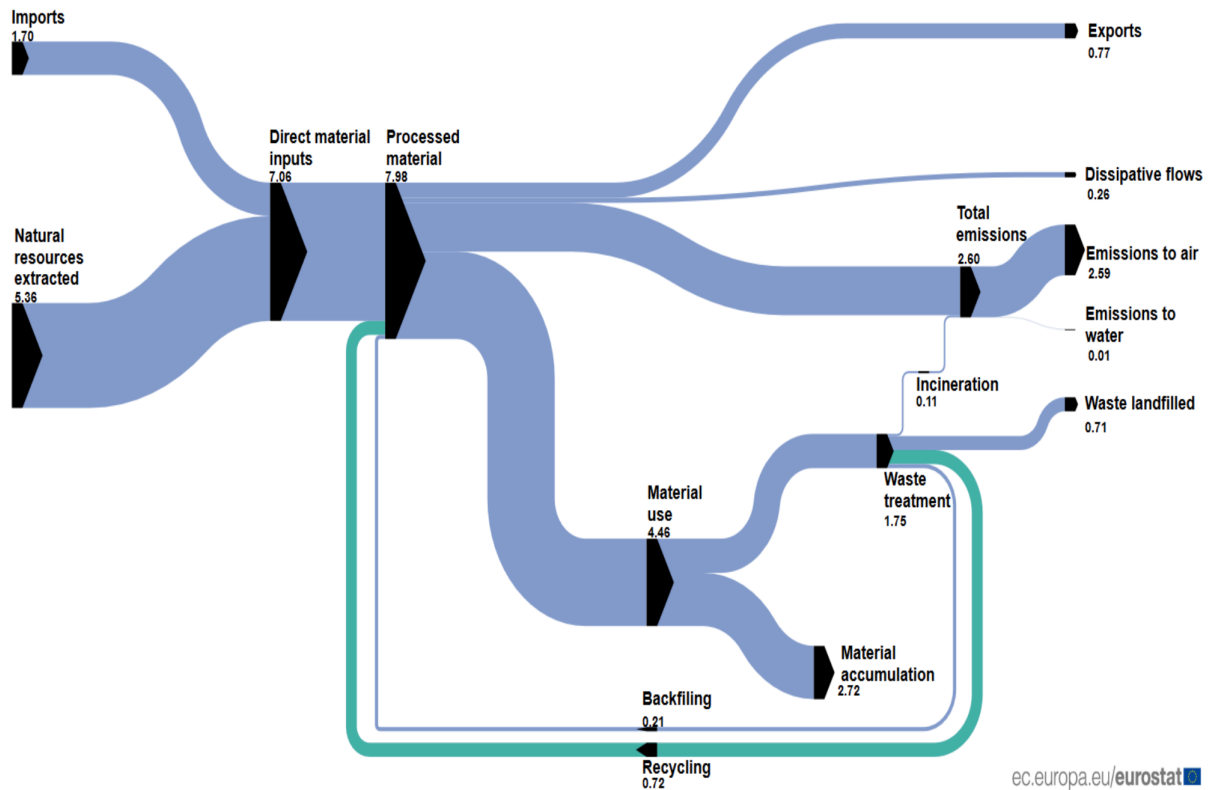 Imports
1.70
Exports
0.77
Direct material
inputs
7.06
Processed
material
7.98
Dissipative flows
0.26
Total
emissions
2.60
Natural
resources
extracted
5.36
Emissions to air
2.59
Emissions to
water
0.01
Incineration
0.11
Waste landfilled
0.71
Waste
treatment
1.75
Material
use
4.46
Material
accumulation
2.72
Backfiling
0.21
Recycling
0.72
ec.europa.eu/eurostat